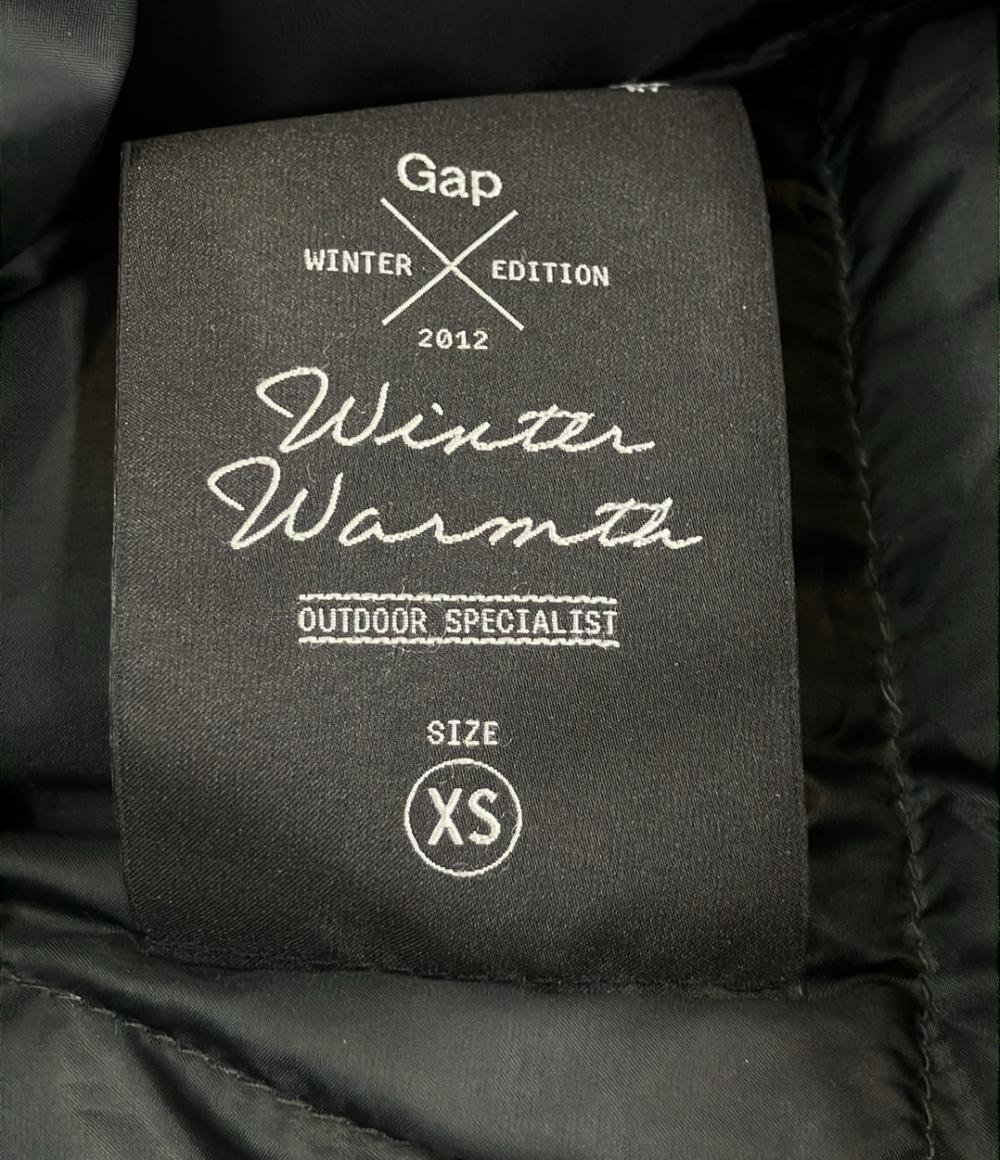 Gap
WINTER EDITION
2012
Winter
Warmth
OUTDOOR SPECIALIST
SIZE
XS